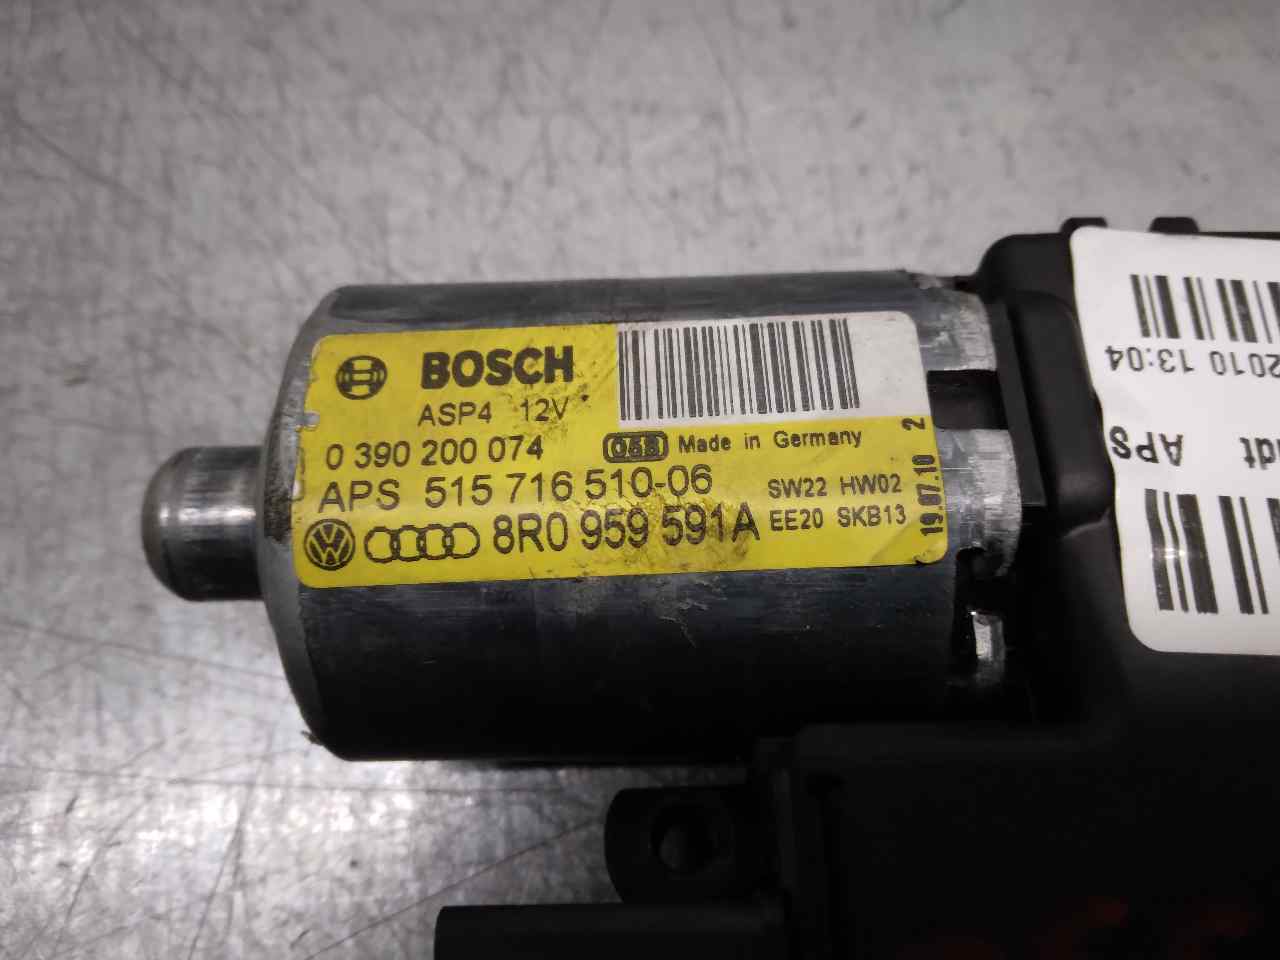 BOSCH
ASP4 12V
0 390 200 074
058 Made in Germany
APS 515 716 510-06
SW22 HW02
8R0 959 591A
EE20 SKB13
19.07.10 2
2010 13:04
APS